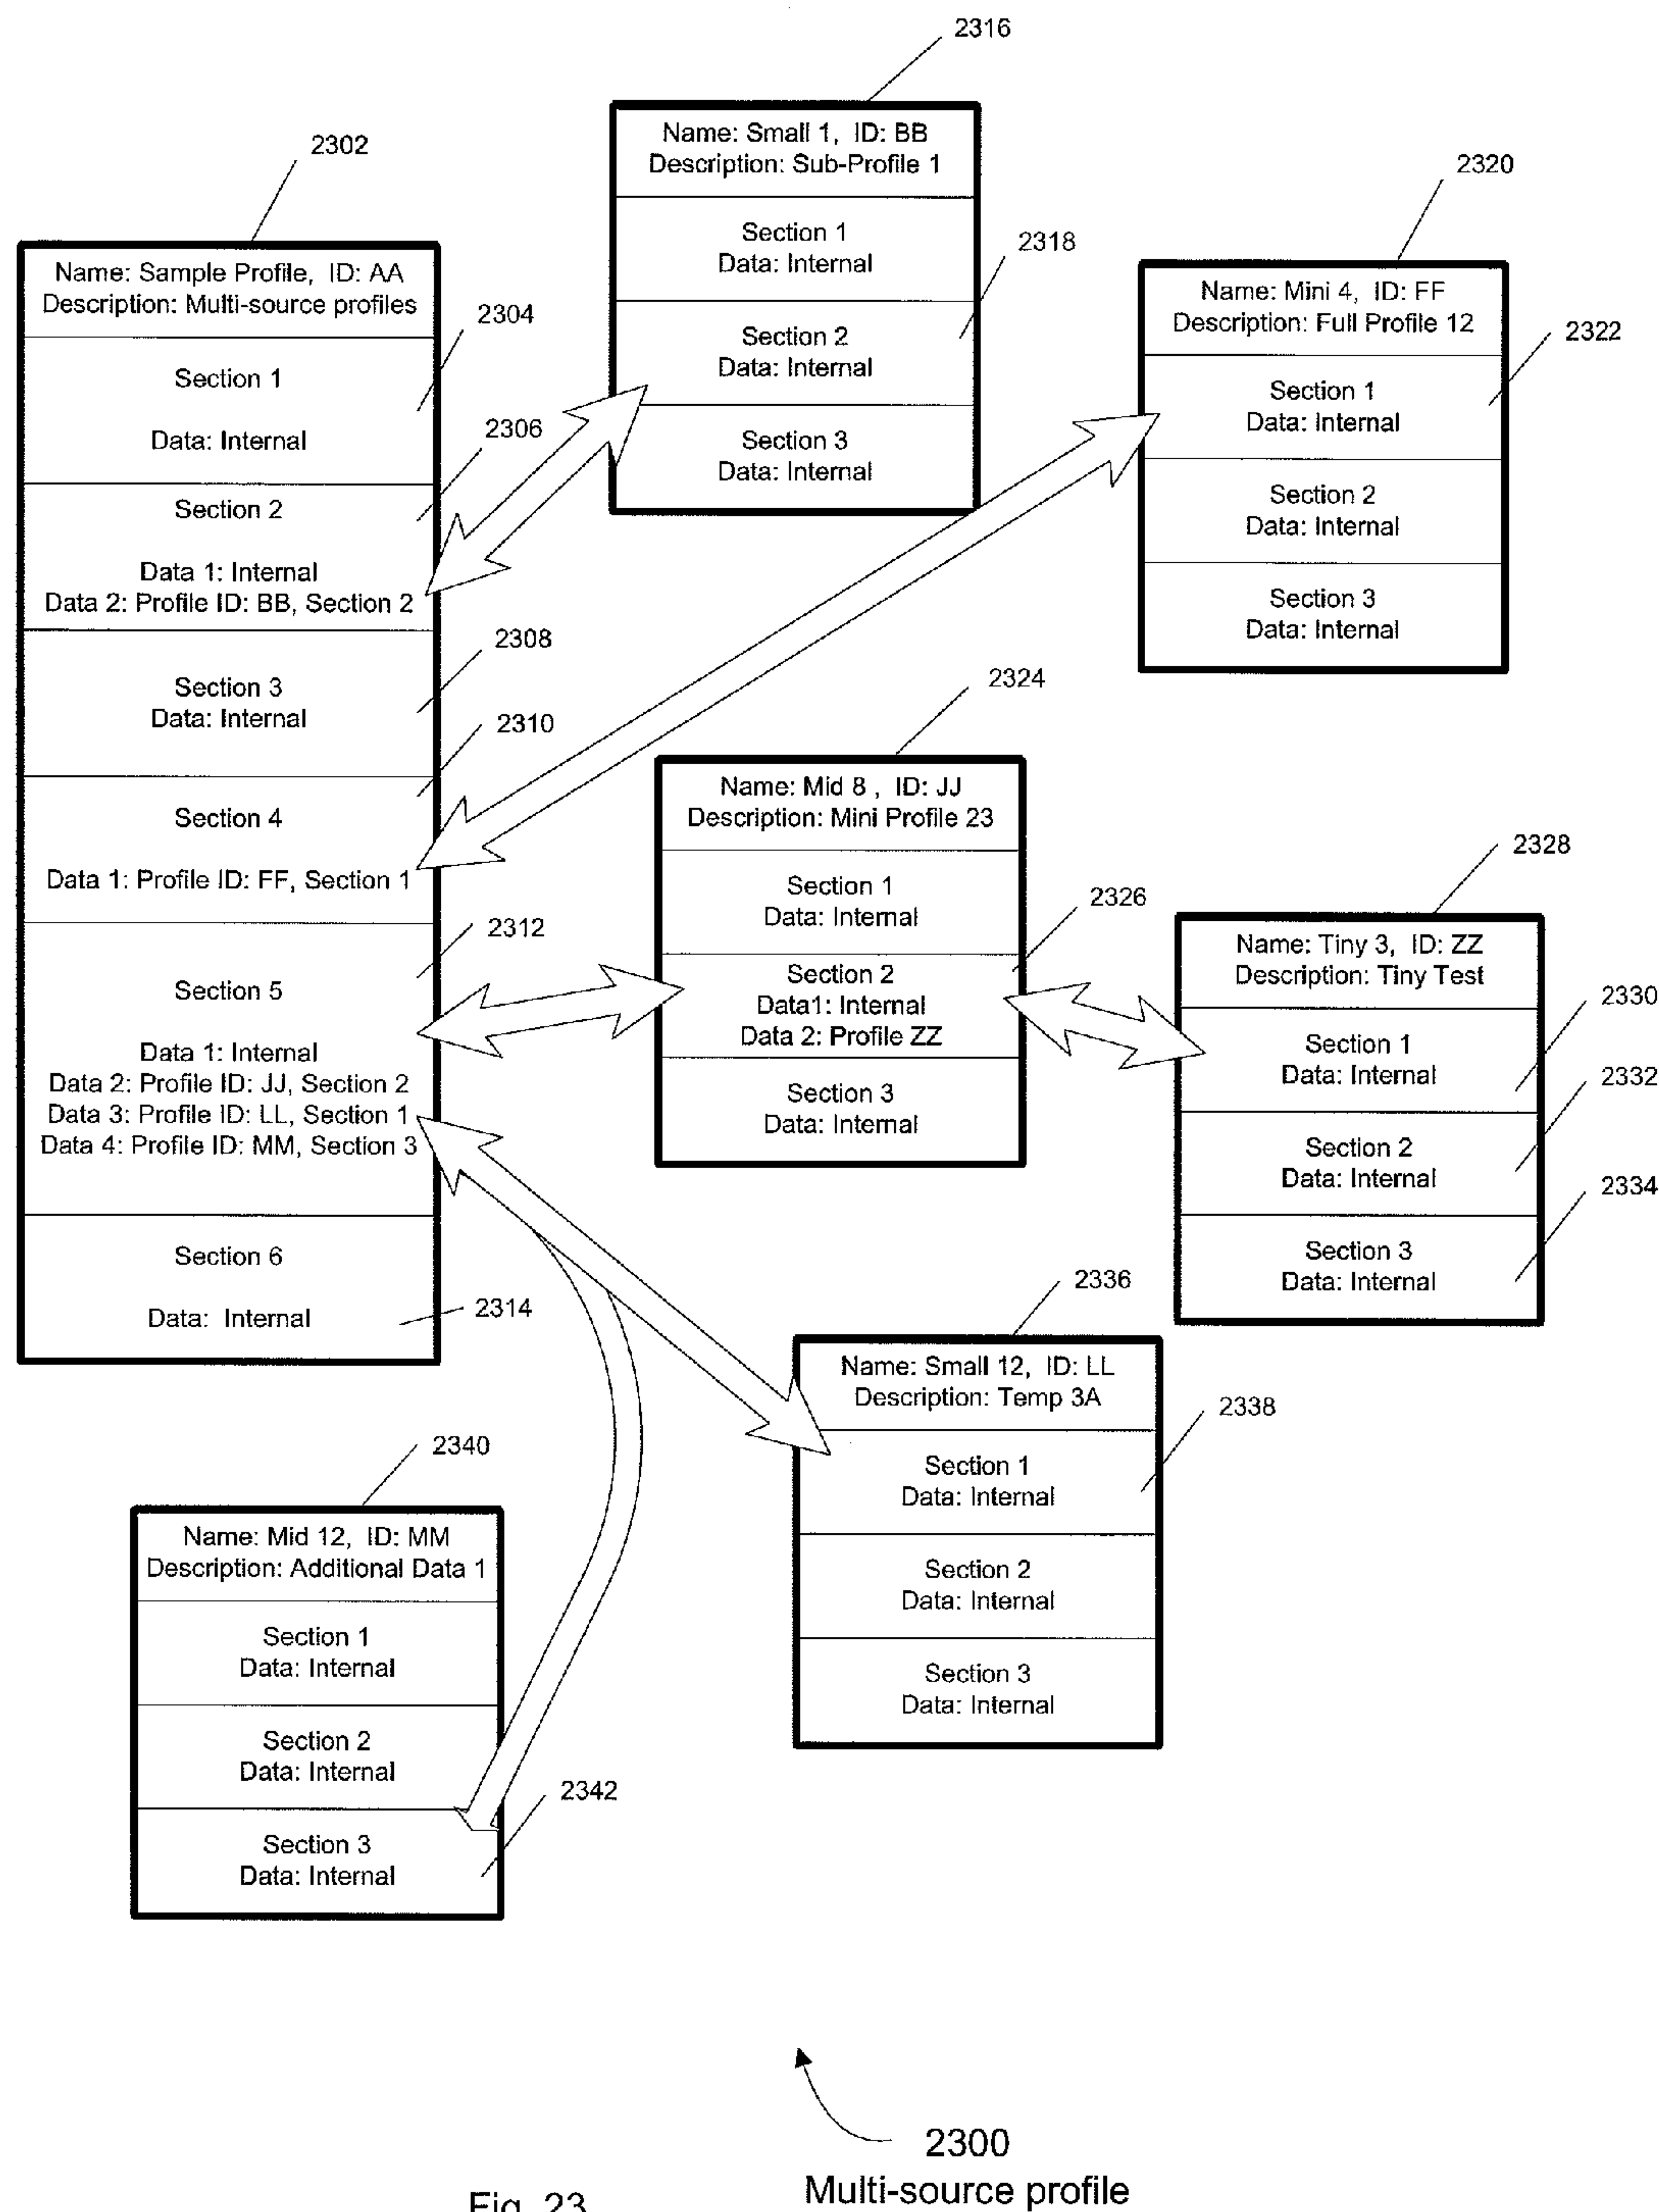 2316
Name: Small 1, ID: BB
Description: Sub-Profile 1
Section 1
Data: Internal
2318
Section 2
Data: Internal
Section 3
Data: Internal
2302
Name: Sample Profile, ID: AA
Description: Multi-source profiles
2304
Section 1
Data: Internal
2306
Section 2
Data 1: Internal
Data 2: Profile ID: BB, Section 2
2308
Section 3
Data: Internal
2310
Section 4
Data 1: Profile ID: FF, Section 1
2312
Section 5
Data 1: Internal
Data 2: Profile ID: JJ, Section 2
Data 3: Profile ID: LL, Section 1
Data 4: Profile ID: MM, Section 3
Section 6
Data: Internal
2314
2320
Name: Mini 4, ID: FF
Description: Full Profile 12
2322
Section 1
Data: Internal
Section 2
Data: Internal
Section 3
Data: Internal
2324
Name: Mid 8 , ID: JJ
Description: Mini Profile 23
Section 1
Data: Internal
2326
Section 2
Data1: Internal
Data 2: Profile ZZ
Section 3
Data: Internal
2328
Name: Tiny 3, ID: ZZ
Description: Tiny Test
2330
Section 1
Data: Internal
2332
Section 2
Data: Internal
2334
Section 3
Data: Internal
2336
Name: Small 12, ID: LL
Description: Temp 3A
2338
Section 1
Data: Internal
Section 2
Data: Internal
Section 3
Data: Internal
2340
Name: Mid 12, ID: MM
Description: Additional Data 1
Section 1
Data: Internal
Section 2
Data: Internal
2342
Section 3
Data: Internal
2300
Multi-source profile
Fig. 23